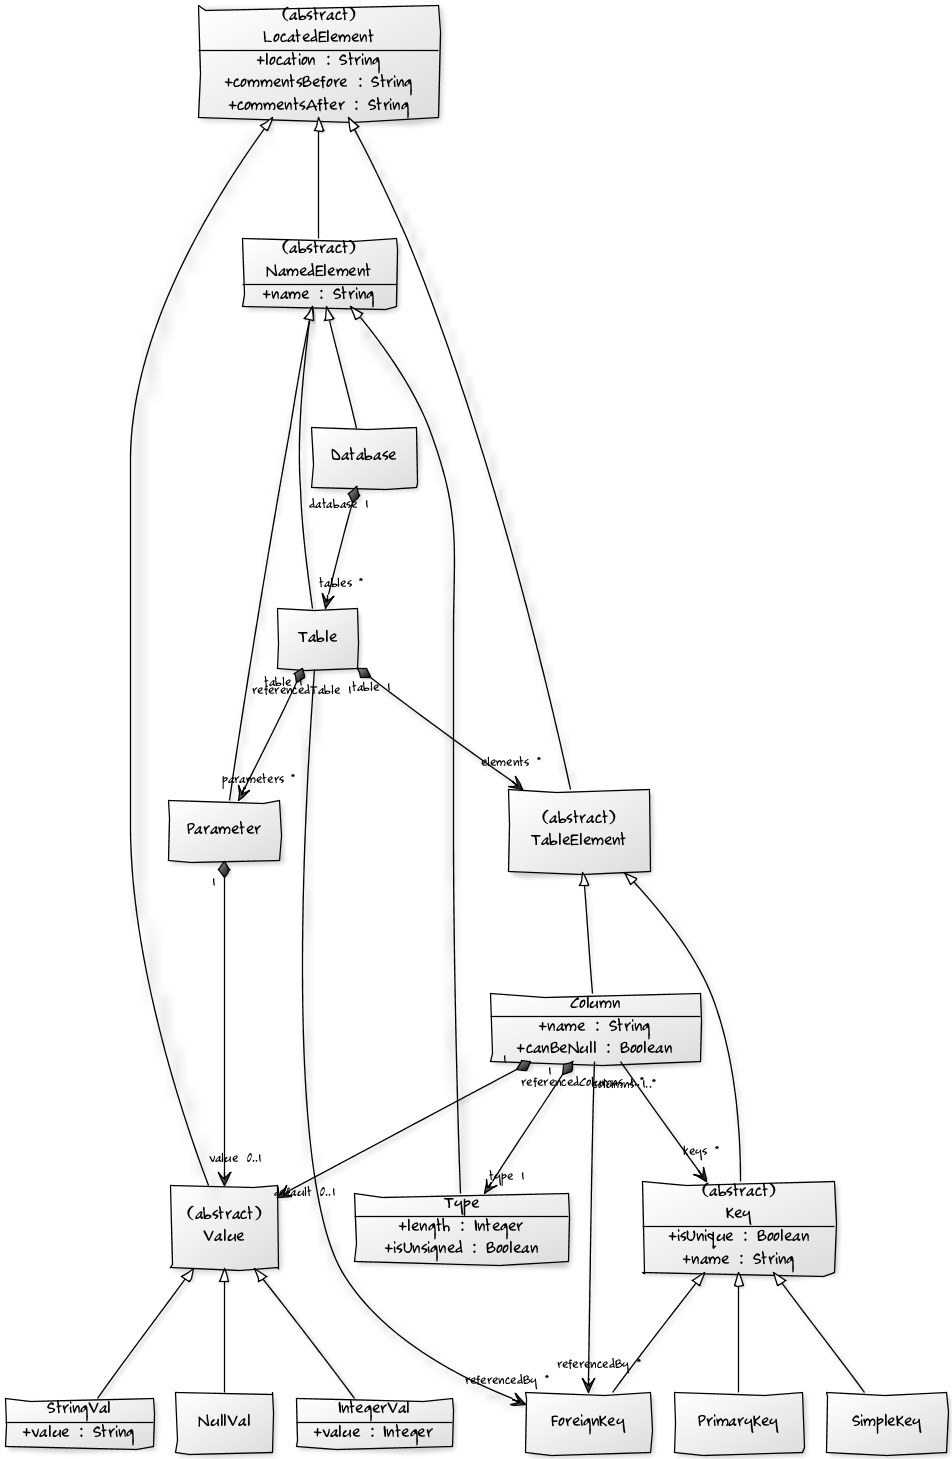 (abstract)
LocatedElement
+location : String
+commentsBefore : String
+commentsAfter : String
(abstract)
NamedElement
+name : String
Database
database 1
tables *
Table
table 1
referencedTable 1
table 1
elements *
parameters *
Parameter
1
(abstract)
TableElement
Column
+name : String
+canBeNull : Boolean
1
1
referencedColumns 1..*
columns 1..*
keys *
value 0..1
type 1
default 0..1
(abstract)
Value
Type
+length : Integer
+isUnsigned : Boolean
(abstract)
Key
+isUnique : Boolean
+name : String
referencedBy *
referencedBy *
StringVal
+value : String
NullVal
IntegerVal
+value : Integer
ForeignKey
PrimaryKey
SimpleKey